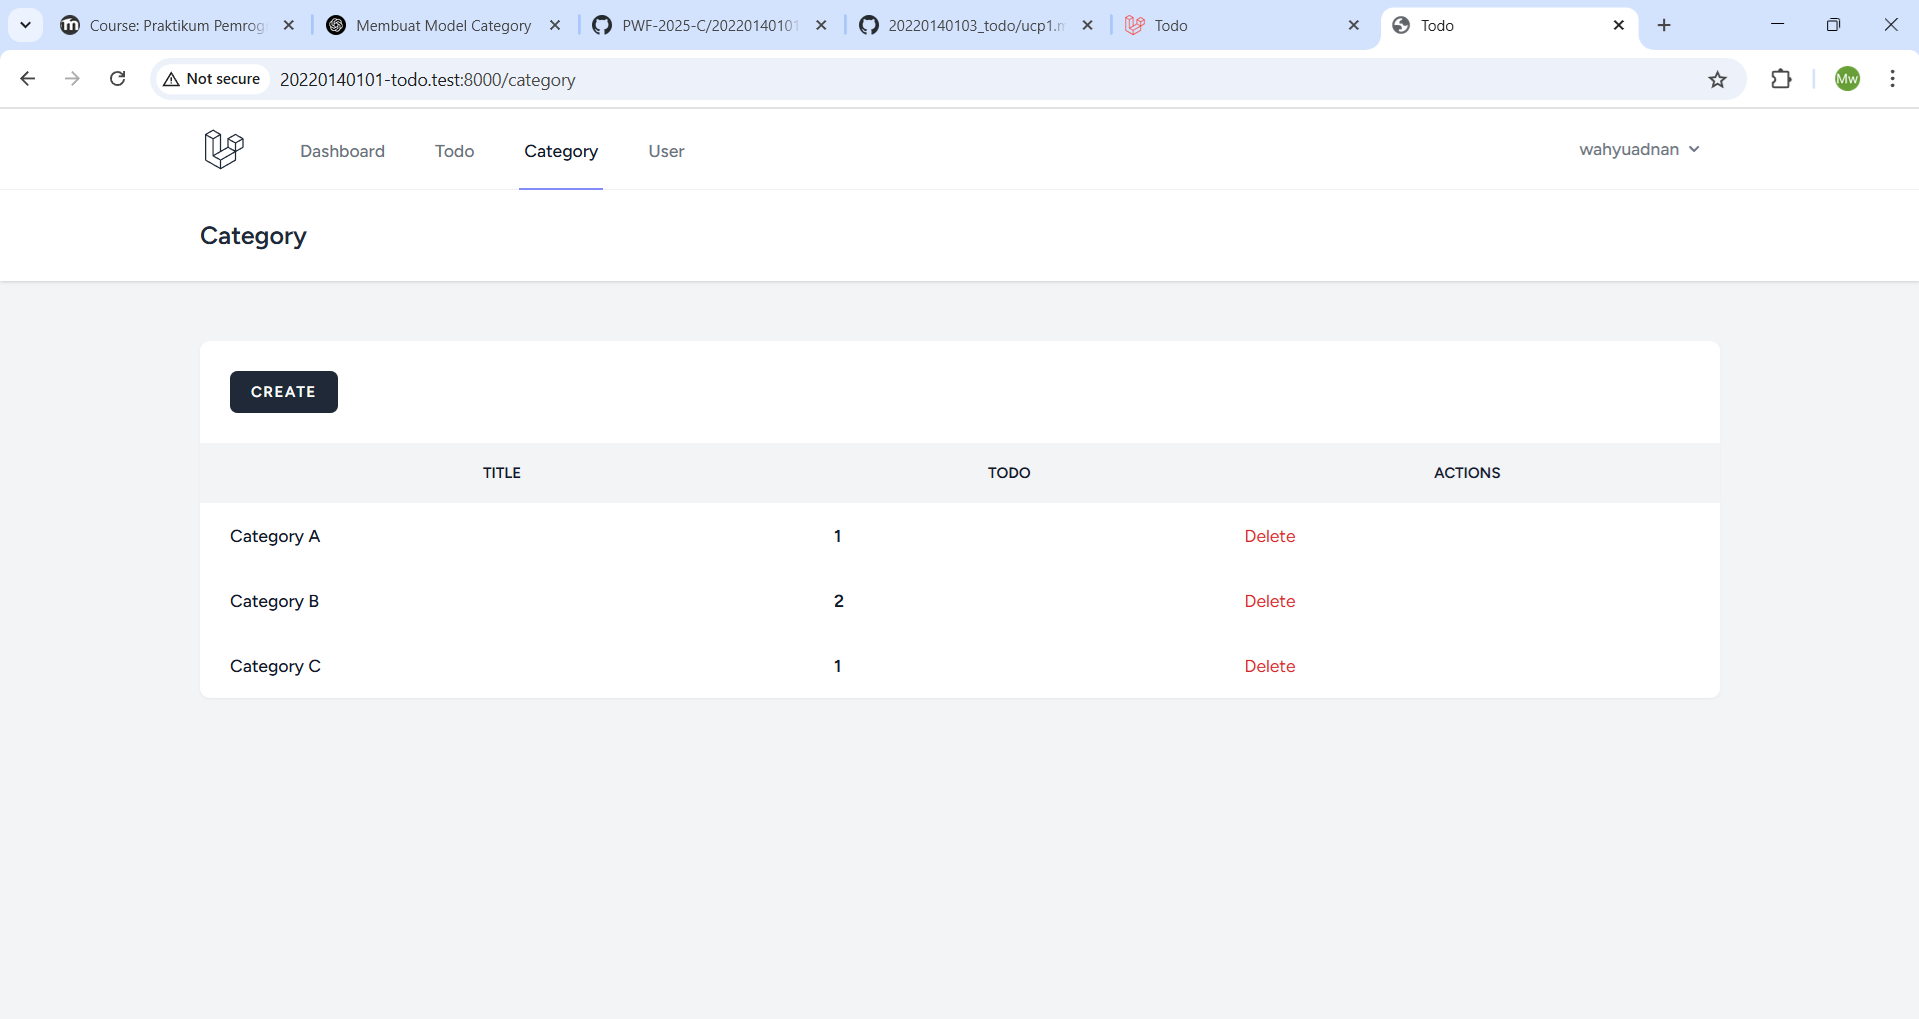 Course: Praktikum Pemrog
Membuat Model Category
PWF-2025-C/20220140101
20220140103_todo/ucp1.m
Todo
Todo
Not secure
20220140101-todo.test:8000/category
Mw
Dashboard
Todo
Category
User
wahyuadnan
Category
CREATE
TITLE TODO ACTIONS
Category A 1 Delete
Category B 2 Delete
Category C 1 Delete